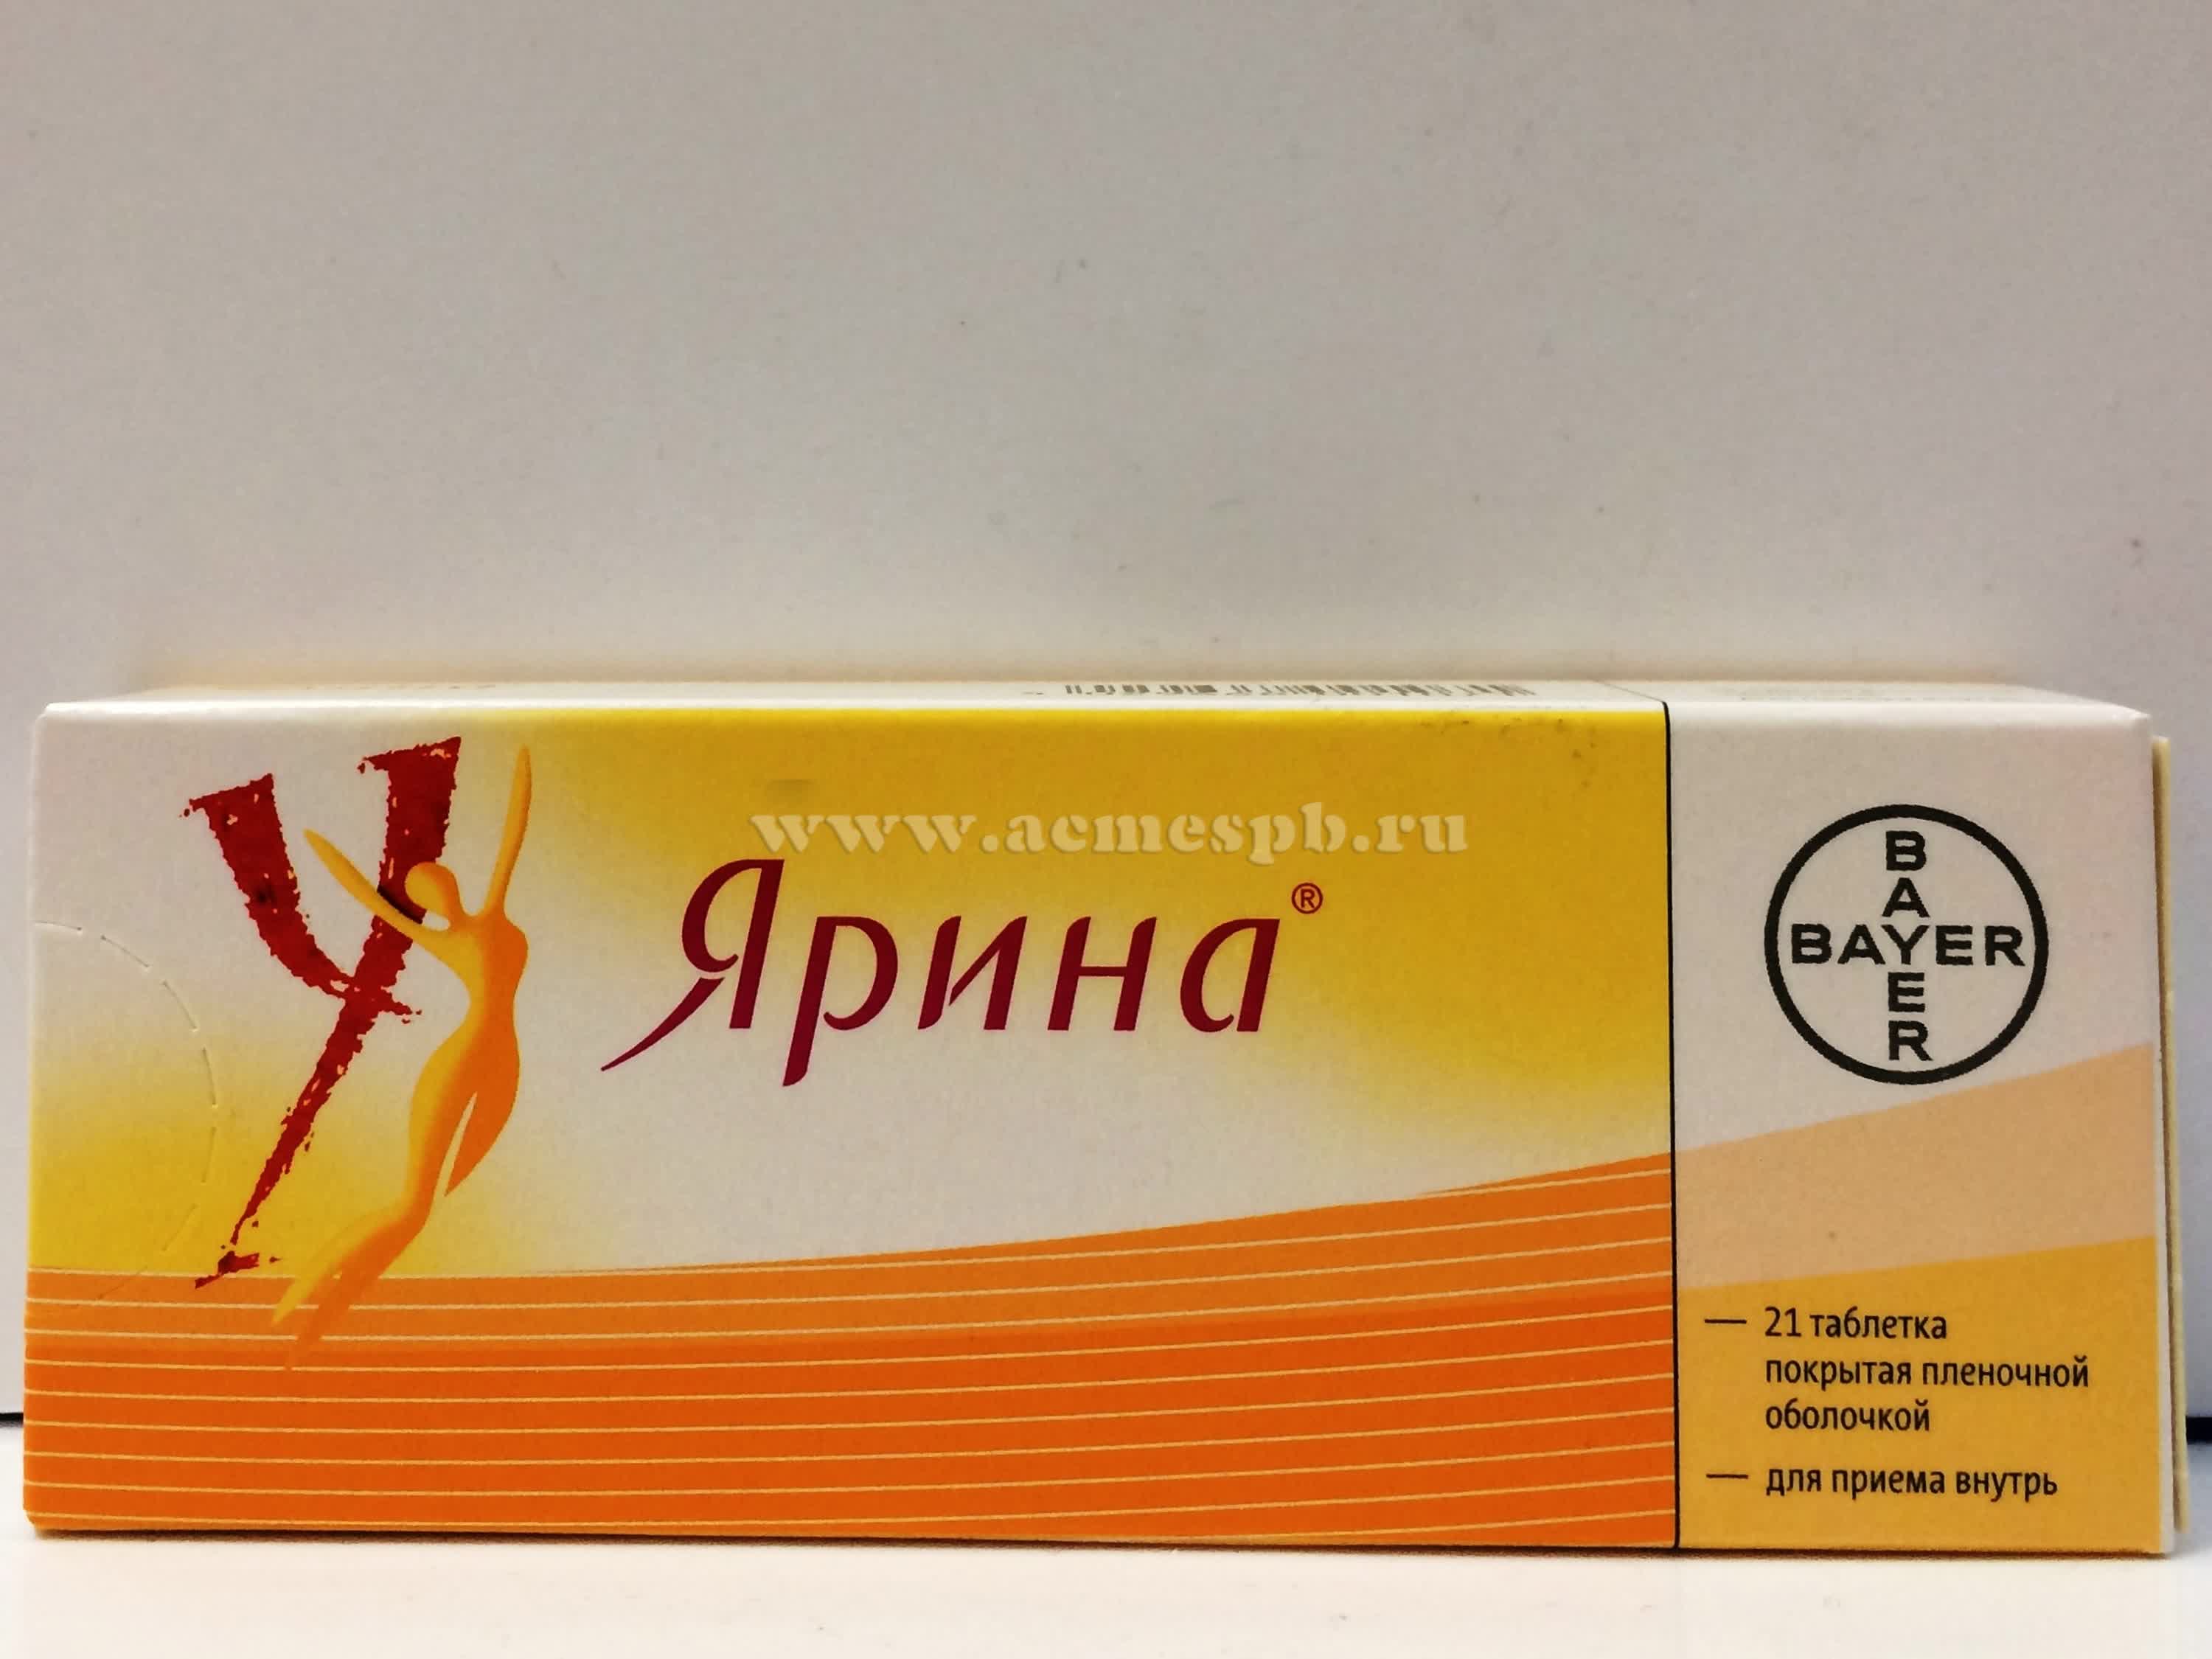 www.acmespb.ru
Ярина®
BAYER
BAYER
— 21 таблетка
покрытая пленочной
оболочкой
— для приема внутрь